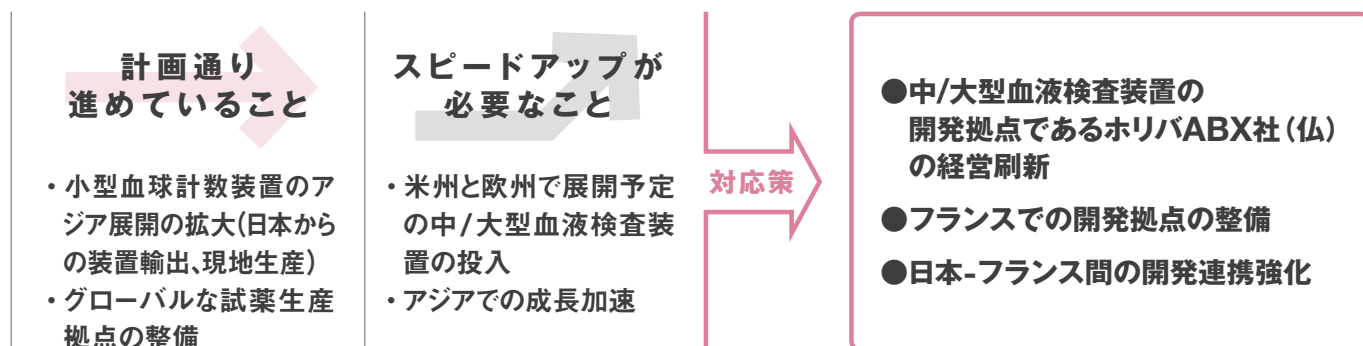 計画通り
進めていること
・小型血球計数装置のア
ジア展開の拡大(日本から
の装置輸出、現地生産)
・グローバルな試薬生産
拠点の整備
スピードアップが
必要なこと
・米州と欧州で展開予定
の中/大型血液検査装
置の投入
・アジアでの成長加速
対応策
●中/大型血液検査装置の
開発拠点であるホリバABX社(仏)
の経営刷新
●フランスでの開発拠点の整備
●日本-フランス間の開発連携強化